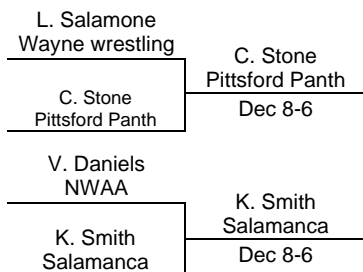 L. Salamone
Wayne wrestling
C. Stone
Pittsford Panth
C. Stone
Pittsford Panth
Dec 8-6
V. Daniels
NWAA
K. Smith
Salamanca
K. Smith
Salamanca
Dec 8-6